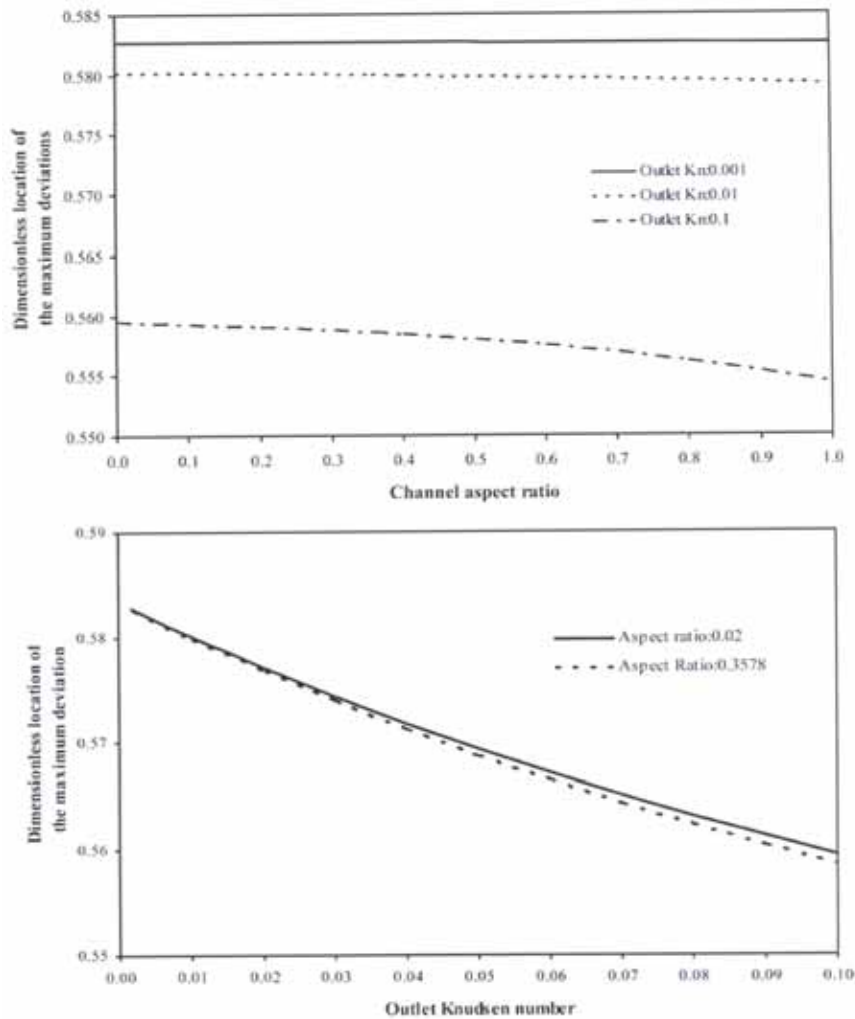 0.585
0.580
0.575
0.570
0.565
0.560
0.555
0.550
Dimensionless location of
the maximum deviations
Outlet Kn:0.001
Outlet Kn:0.01
Outlet Kn:0.1
0.0 0.1 0.2 0.3 0.4 0.5 0.6 0.7 0.8 0.9 1.0
Channel aspect ratio
0.59
0.58
0.57
0.56
0.55
Dimensionless location of
the maximum deviation
Aspect ratio:0.02
Aspect Ratio:0.3578
0.00 0.01 0.02 0.03 0.04 0.05 0.06 0.07 0.08 0.09 0.10
Outlet Knudsen number